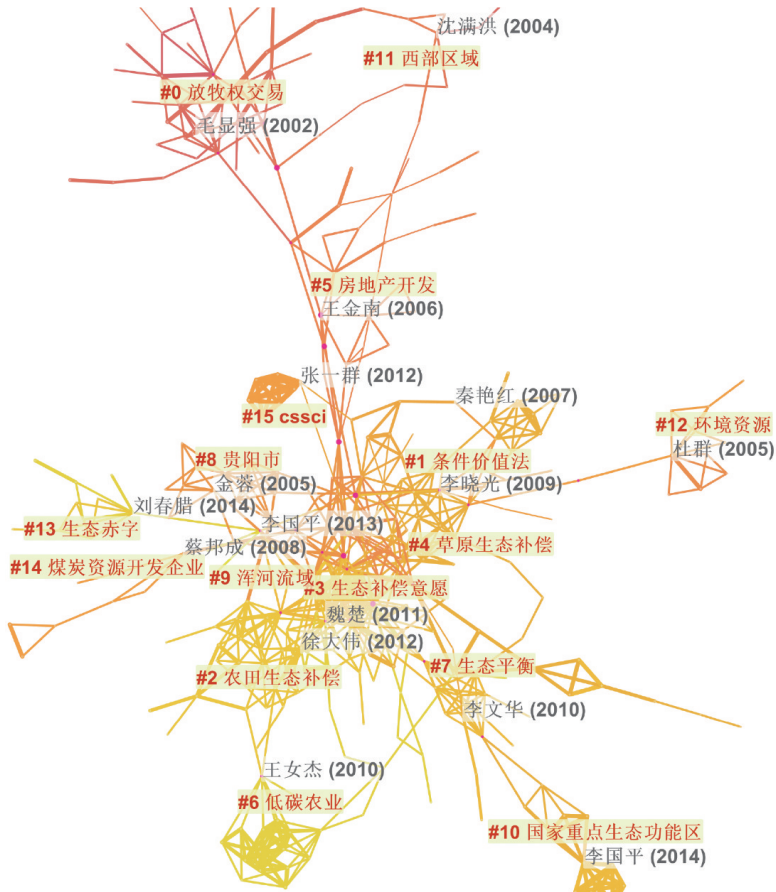 沈满洪 (2004)
#11 西部区域
#0 放牧权交易
毛显强 (2002)
#5 房地产开发
王金南 (2006)
张一群 (2012)
秦艳红 (2007)
#15 cssci
#12 环境资源
杜群 (2005)
#8 贵阳市
#1 条件价值法
金蓉 (2005)
李晓光 (2009)
刘春腊 (2014)
李国平 (2013)
#13 生态赤字
蔡邦成 (2008)
#4 草原生态补偿
#14 煤炭资源开发企业
#9 浑河流域
#3 生态补偿意愿
魏楚 (2011)
徐大伟 (2012)
#7 生态平衡
#2 农田生态补偿
李文华 (2010)
王女杰 (2010)
#6 低碳农业
#10 国家重点生态功能区
李国平 (2014)